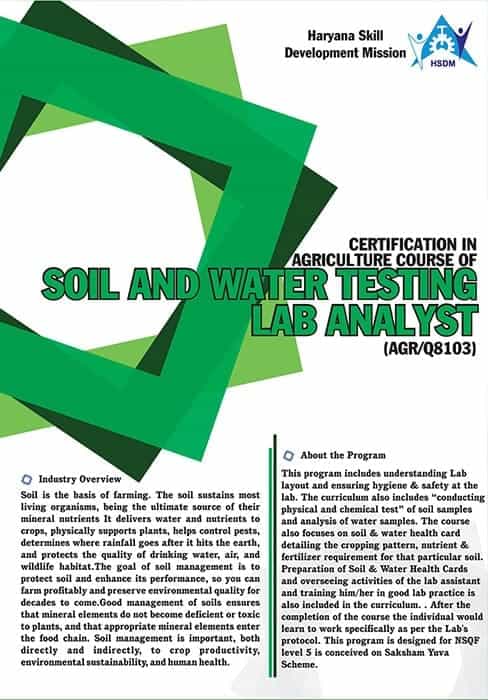 Haryana Skill
Development Mission
HSDM
CERTIFICATION IN
AGRICULTURE COURSE OF
SOIL AND WATER TESTING
LAB ANALYST
(AGR/Q8103)
Industry Overview
Soil is the basis of farming. The soil sustains most
living organisms, being the ultimate source of their
mineral nutrients It delivers water and nutrients to
crops, physically supports plants, helps control pests,
determines where rainfall goes after it hits the earth,
and protects the quality of drinking water, air, and
wildlife habitat.The goal of soil management is to
protect soil and enhance its performance, so you can
farm profitably and preserve environmental quality for
decades to come.Good management of soils ensures
that mineral elements do not become deficient or toxic
to plants, and that appropriate mineral elements enter
the food chain. Soil management is important, both
directly and indirectly, to crop productivity,
environmental sustainability, and human health.
About the Program
This program includes understanding Lab
layout and ensuring hygiene & safety at the
lab. The curriculum also includes “conducting
physical and chemical test” of soil samples
and analysis of water samples. The course
also focuses on soil & water health card
detailing the cropping pattern, nutrient &
fertilizer requirement for that particular soil.
Preparation of Soil & Water Health Cards
and overseeing activities of the lab assistant
and training him/her in good lab practice is
also included in the curriculum. . After the
completion of the course the individual would
learn to work specifically as per the Lab's
protocol. This program is designed for NSQF
level 5 is conceived on Saksham Yuva
Scheme.